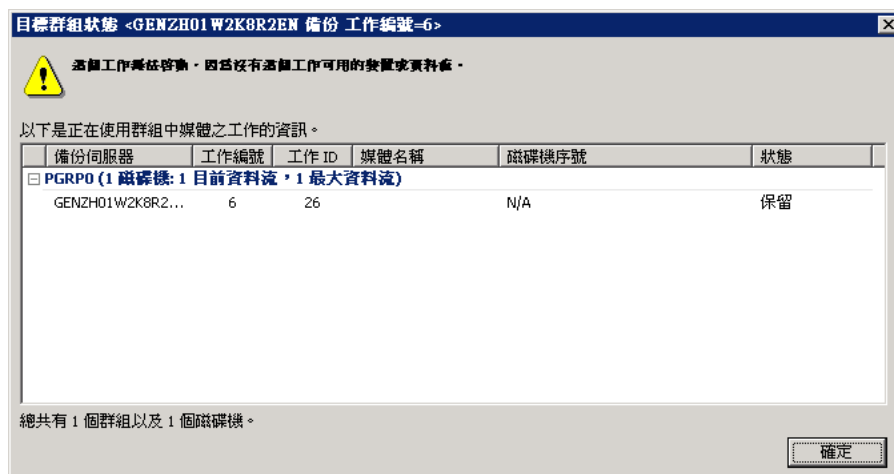 目標群組狀態 <GENZH01W2K8R2EN 備份 工作編號=6>
這個工作無法啓動，因爲沒有這個工作可用的裝置或資料流。
以下是正在使用群組中媒體之工作的資訊。
備份伺服器 工作編號 工作 ID 媒體名稱 磁碟機序號 狀態
PGRP0 (1 磁碟機: 1 目前資料流，1 最大資料流)
GENZH01W2K8R2... 6 26 N/A 保留
總共有 1 個群組以及 1 個磁碟機。
確定